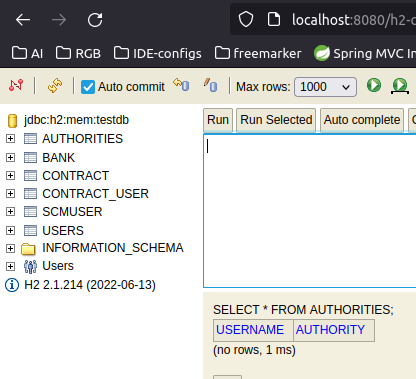 localhost:8080/h2-
AI RGB IDE-configs freemarker Spring MVC
Auto commit Max rows: 1000
jdbc:h2:mem:testdb
AUTHORITIES
BANK
CONTRACT
CONTRACT_USER
SCMUSER
USERS
INFORMATION_SCHEMA
Users
H2 2.1.214 (2022-06-13)
Run Run Selected Auto complete
SELECT * FROM AUTHORITIES;
USERNAME AUTHORITY
(no rows, 1 ms)